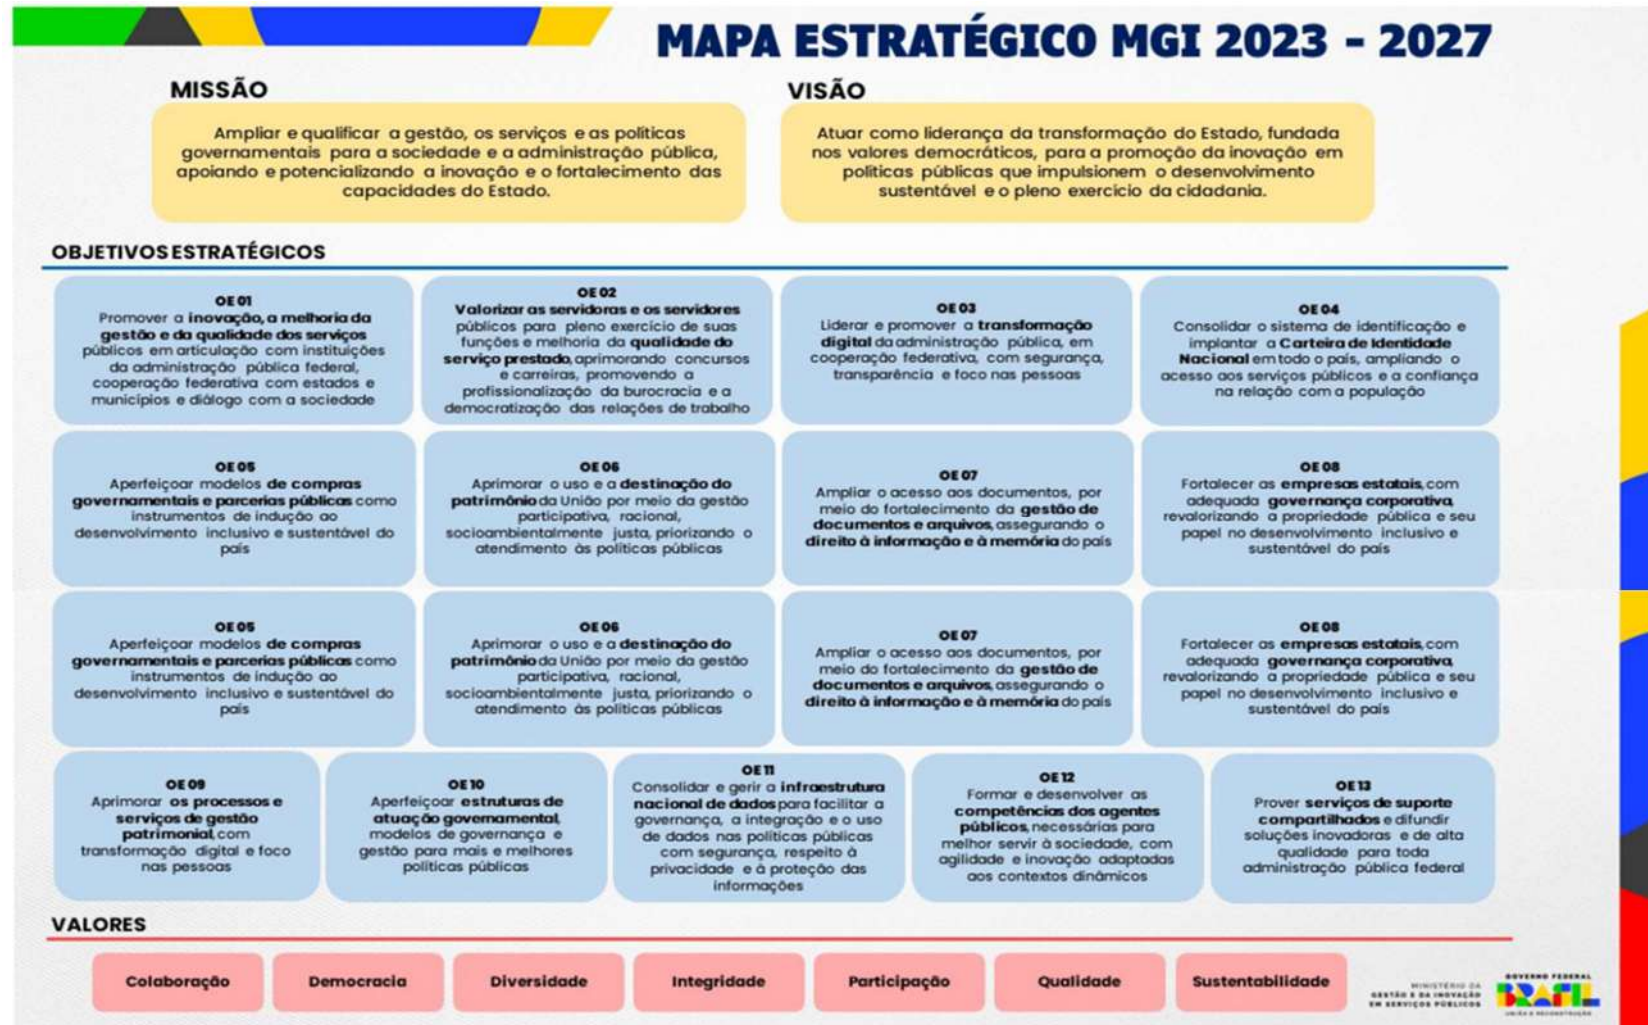 MAPA ESTRATÉGICO MGI 2023 - 2027
MISSÃO
Ampliar e qualificar a gestão, os serviços e as políticas
governamentais para a sociedade e a administração pública,
apoiando e potencializando a inovação e o fortalecimento das
capacidades do Estado.
VISÃO
Atuar como liderança da transformação do Estado, fundada
nos valores democráticos, para a promoção da inovação em
políticas públicas que impulsionem o desenvolvimento
sustentável e o pleno exercício da cidadania.
OBJETIVOS ESTRATÉGICOS
OE 01
Promover a inovação, a melhoria da
gestão e da qualidade dos serviços
públicos em articulação com instituições
da administração pública federal,
cooperação federativa com estados e
municípios e diálogo com a sociedade
OE 02
Valorizar as servidoras e os servidores
públicos para pleno exercício de suas
funções e melhoria da qualidade do
serviço prestado, aprimorando concursos
e carreiras, promovendo a
profissionalização da burocracia e a
democratização das relações de trabalho
OE 03
Liderar e promover a transformação
digital da administração pública, em
cooperação federativa, com segurança,
transparência e foco nas pessoas
OE 04
Consolidar o sistema de identificação e
implantar a Carteira de Identidade
Nacional em todo o país, ampliando o
acesso aos serviços públicos e a confiança
na relação com a população
OE 05
Aperfeiçoar modelos de compras
governamentais e parcerias públicas como
instrumentos de indução ao
desenvolvimento inclusivo e sustentável do
país
OE 06
Aprimorar o uso e a destinação do
patrimônio da União por meio da gestão
participativa, racional,
socioambientalmente justa, priorizando o
atendimento às políticas públicas
OE 07
Ampliar o acesso aos documentos, por
meio do fortalecimento da gestão de
documentos e arquivos, assegurando o
direito à informação e à memória do país
OE 08
Fortalecer as empresas estatais, com
adequada governança corporativa,
revalorizando a propriedade pública e seu
papel no desenvolvimento inclusivo e
sustentável do país
OE 05
Aperfeiçoar modelos de compras
governamentais e parcerias públicas como
instrumentos de indução ao
desenvolvimento inclusivo e sustentável do
país
OE 06
Aprimorar o uso e a destinação do
patrimônio da União por meio da gestão
participativa, racional,
socioambientalmente justa, priorizando o
atendimento às políticas públicas
OE 07
Ampliar o acesso aos documentos, por
meio do fortalecimento da gestão de
documentos e arquivos, assegurando o
direito à informação e à memória do país
OE 08
Fortalecer as empresas estatais, com
adequada governança corporativa,
revalorizando a propriedade pública e seu
papel no desenvolvimento inclusivo e
sustentável do país
OE 09
Aprimorar os processos e
serviços de gestão
patrimonial, com
transformação digital e foco
nas pessoas
OE 10
Aperfeiçoar estruturas de
atuação governamental,
modelos de governança e
gestão para mais e melhores
políticas públicas
OE 11
Consolidar e gerir a infraestrutura
nacional de dados para facilitar a
governança, a integração e o uso
de dados nas políticas públicas
com segurança, respeito à
privacidade e à proteção das
informações
OE 12
Formar e desenvolver as
competências dos agentes
públicos, necessárias para
melhor servir à sociedade, com
agilidade e inovação adaptadas
aos contextos dinâmicos
OE 13
Prover serviços de suporte
compartilhados e difundir
soluções inovadoras e de alta
qualidade para toda
administração pública federal
VALORES
Colaboração
Democracia
Diversidade
Integridade
Participação
Qualidade
Sustentabilidade
MINISTÉRIO DA
GESTÃO E DA INOVAÇÃO
EM SERVIÇOS PÚBLICOS
GOVERNO FEDERAL
BRASIL
UNIÃO E RECONSTRUÇÃO